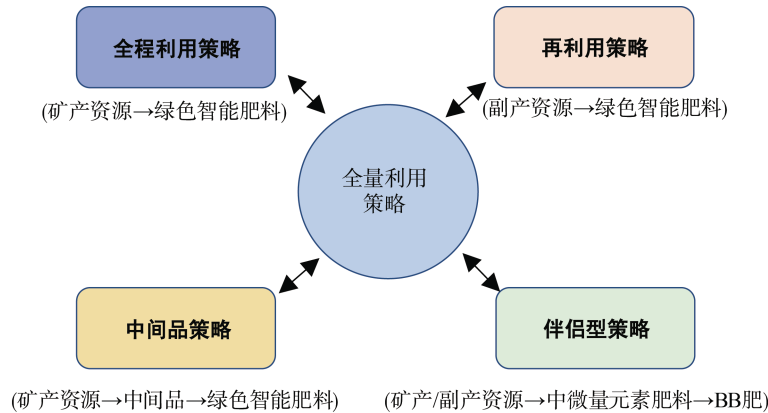 全程利用策略
再利用策略
(矿产资源→绿色智能肥料)
(副产资源→绿色智能肥料)
全量利用
策略
中间品策略
伴侣型策略
(矿产资源→中间品→绿色智能肥料)
(矿产/副产资源→中微量元素肥料→BB肥)